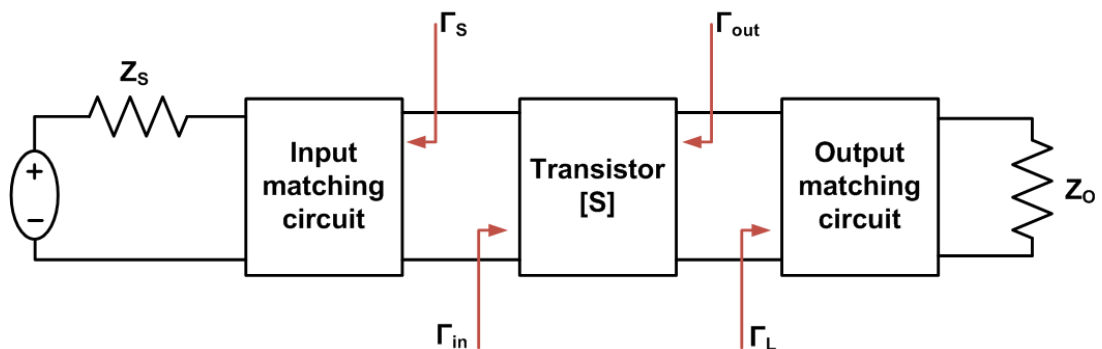 ΓS
Γout
ZS
+
−
Input
matching
circuit
Transistor
[S]
Output
matching
circuit
ZO
Γin
ΓL